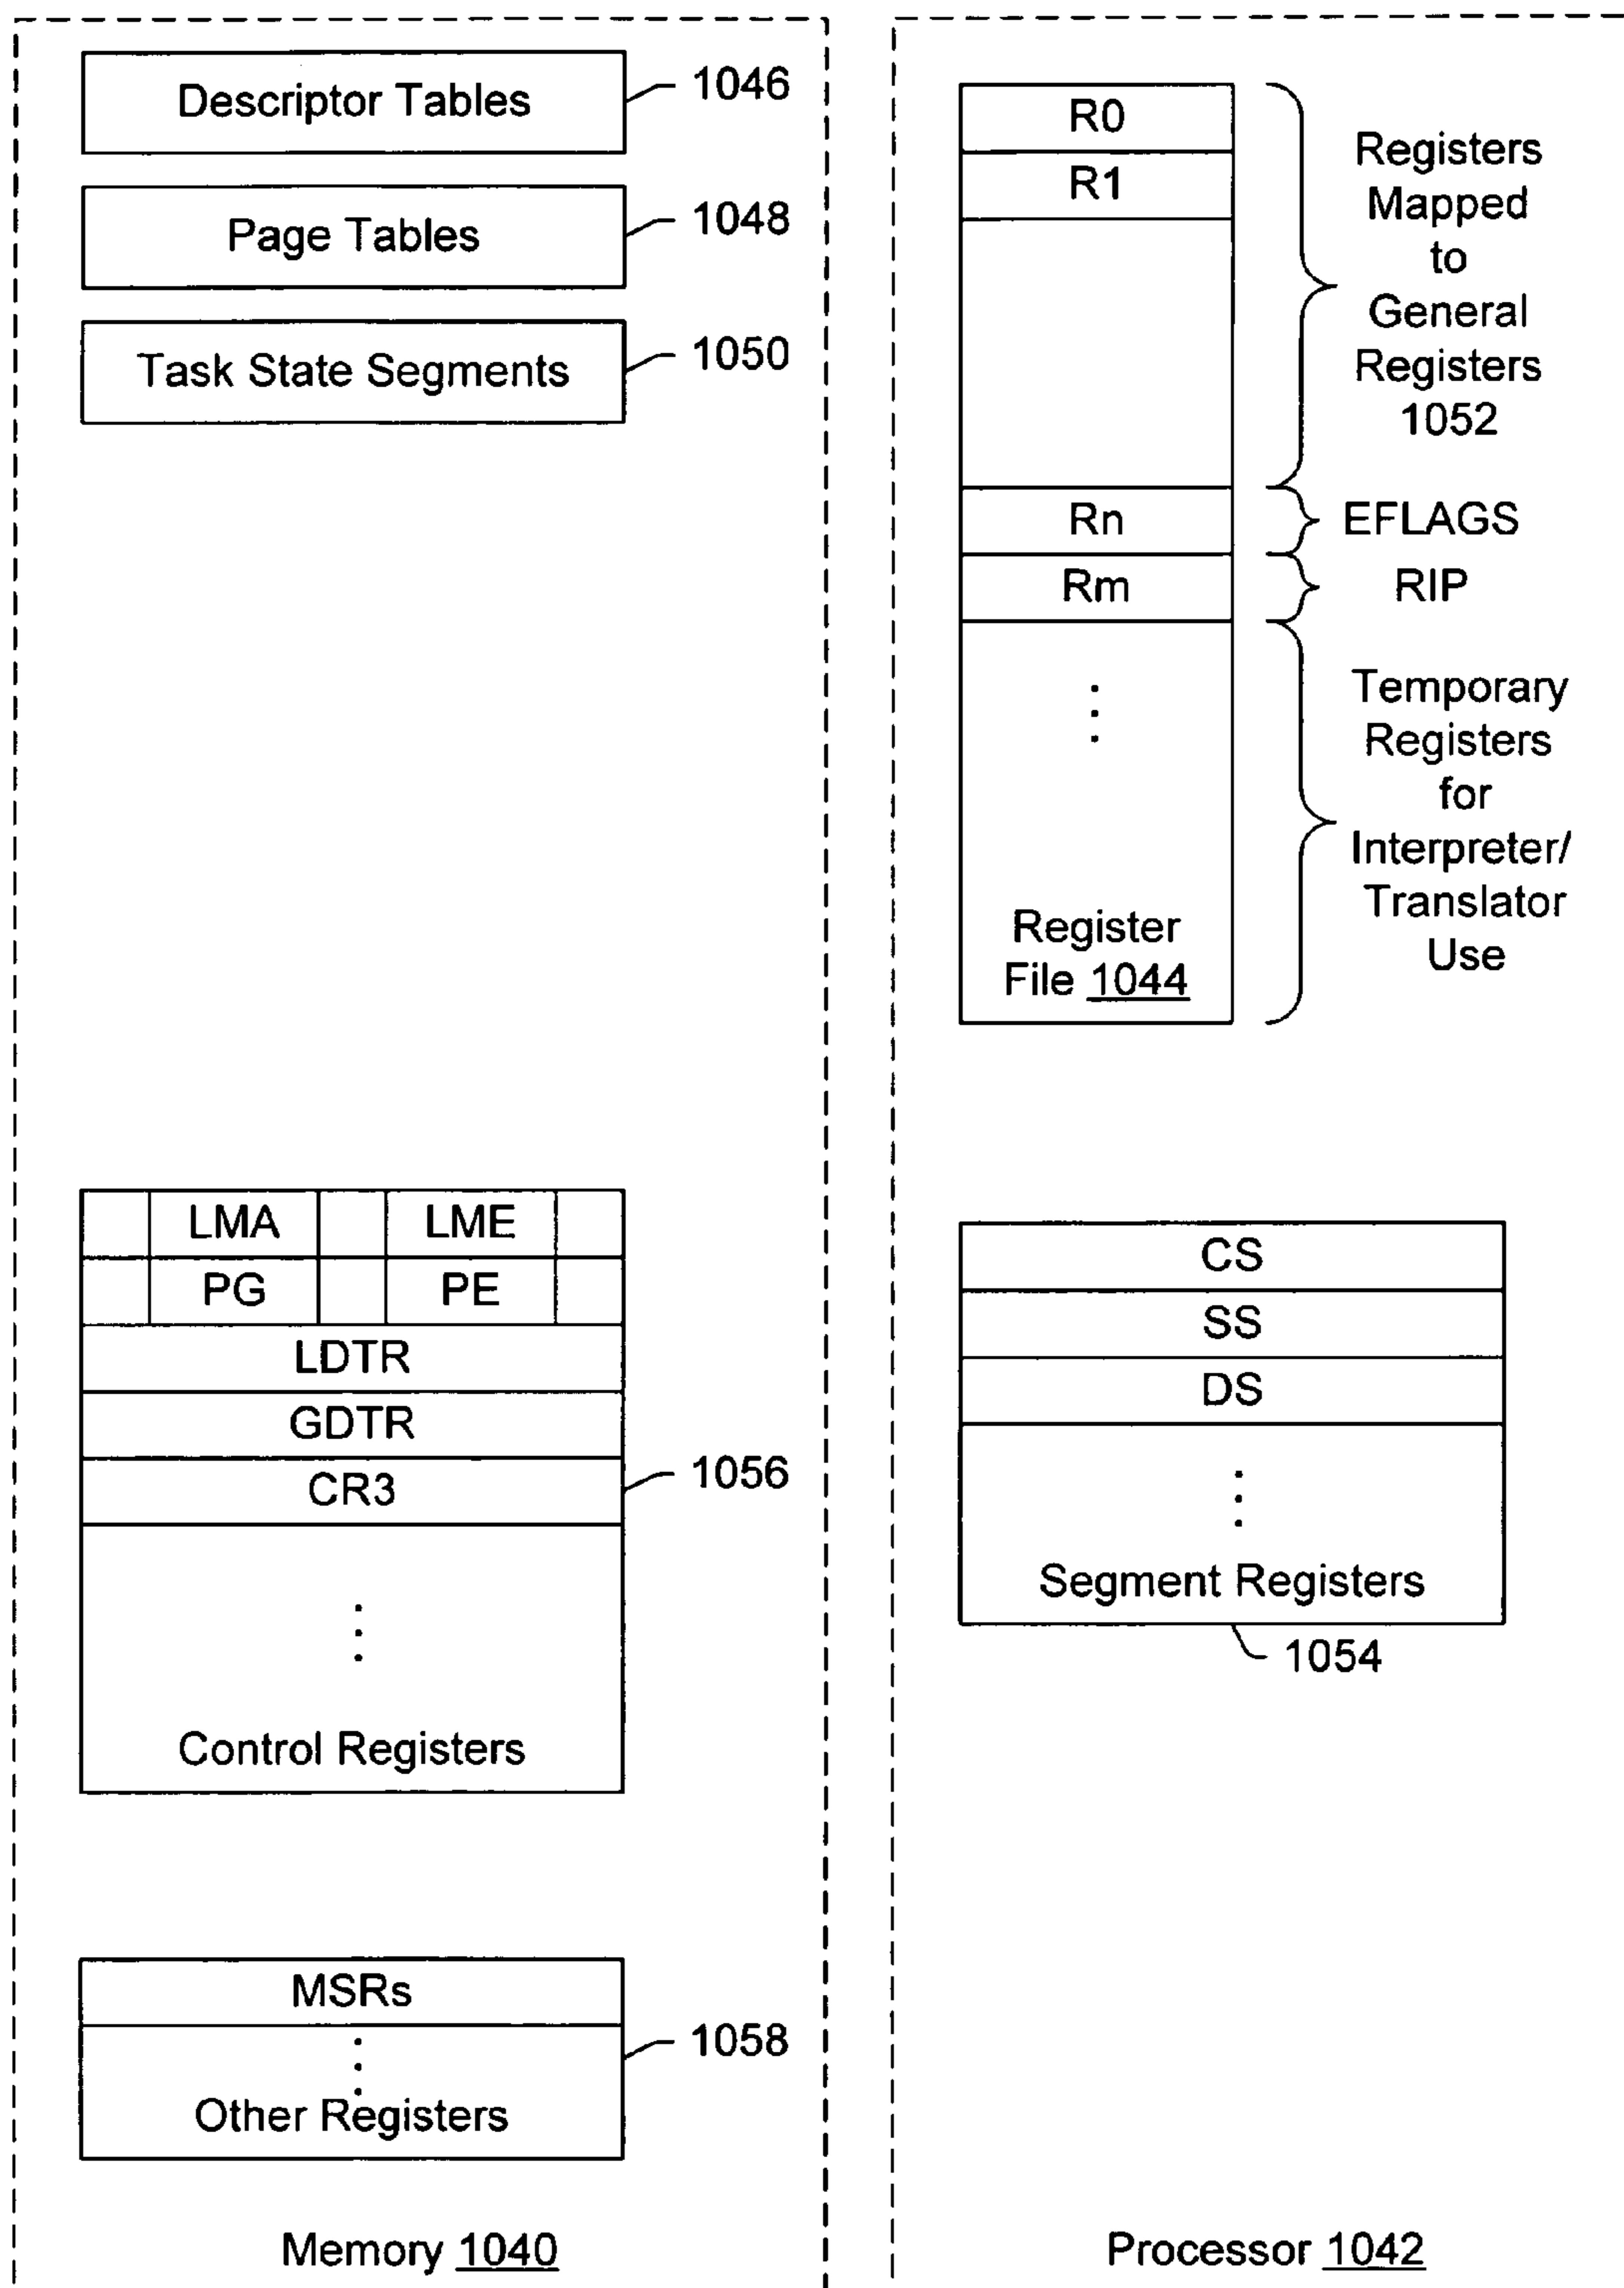 Descriptor Tables
1046
Page Tables
1048
Task State Segments
1050
LMA
LME
PG
PE
LDTR
GDTR
CR3
1056
Control Registers
MSRs
1058
Other Registers
Memory 1040
R0
R1
Registers
Mapped
to
General
Registers
1052
Rn
EFLAGS
Rm
RIP
Temporary
Registers
for
Interpreter/
Translator
Use
Register
File 1044
CS
SS
DS
Segment Registers
1054
Processor 1042